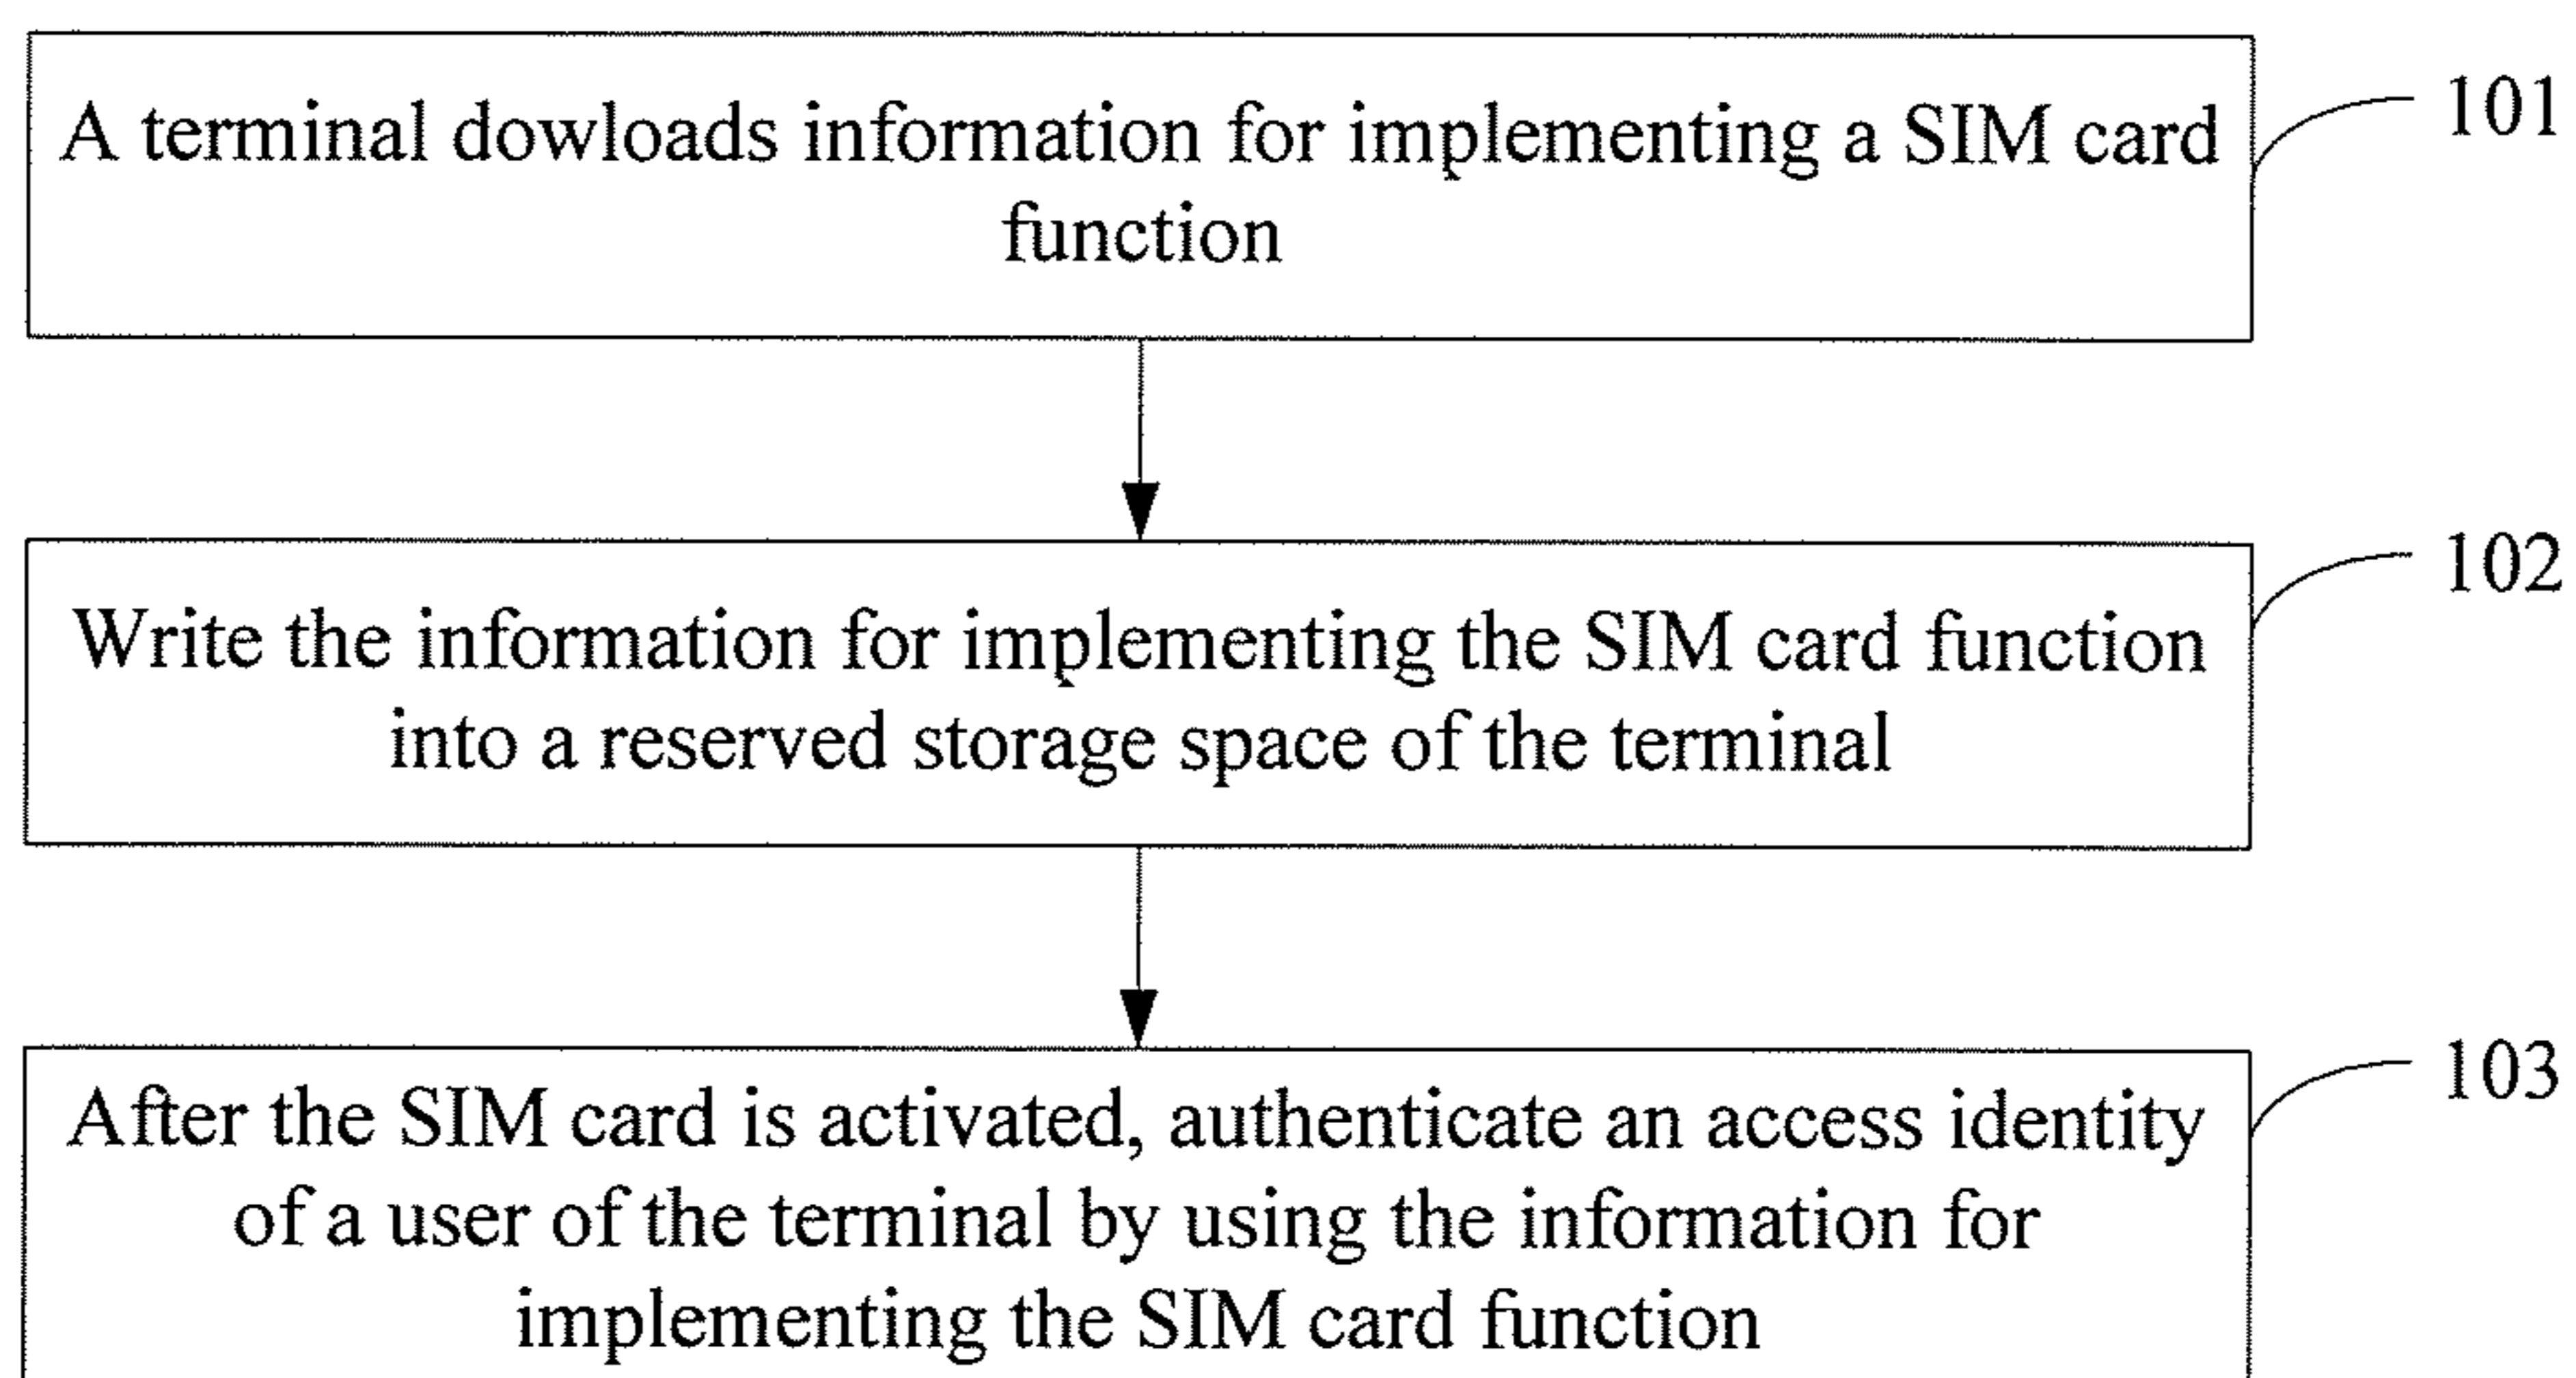 A terminal dowloads information for implementing a SIM card
function
101
Write the information for implementing the SIM card function
into a reserved storage space of the terminal
102
After the SIM card is activated, authenticate an access identity
of a user of the terminal by using the information for
implementing the SIM card function
103